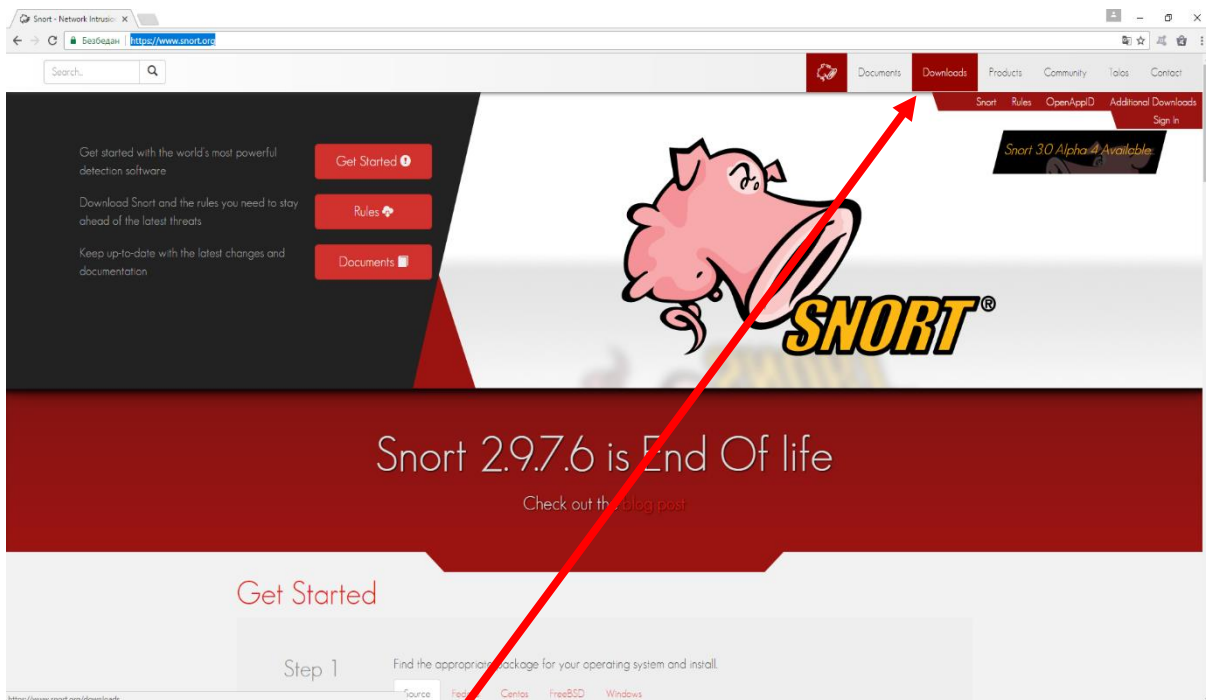 Snort - Network Intrusio
Безбедан https://www.snort.org
Search..
Documents Downloads Products Community Talos Contact
Snort Rules OpenAppID Additional Downloads
Sign In
Get started with the world's most powerful
detection software
Get Started
Snort 3.0 Alpha 4 Available
Download Snort and the rules you need to stay
ahead of the latest threats
Rules
Keep up-to-date with the latest changes and
documentation
Documents
SNORT®
Snort 2.9.7.6 is End Of life
Check out the blog post
Get Started
Step 1
Find the appropriate package for your operating system and install.
Source Fedora Centos FreeBSD Windows
https://www.snort.org/downloads